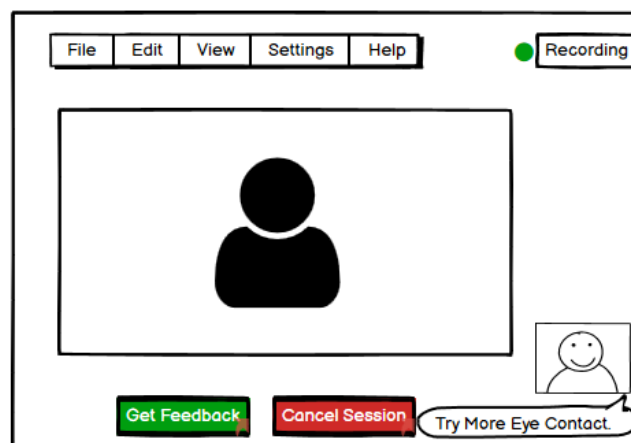 File Edit View Settings Help Recording
Get Feedback Cancel Session
Try More Eye Contact.